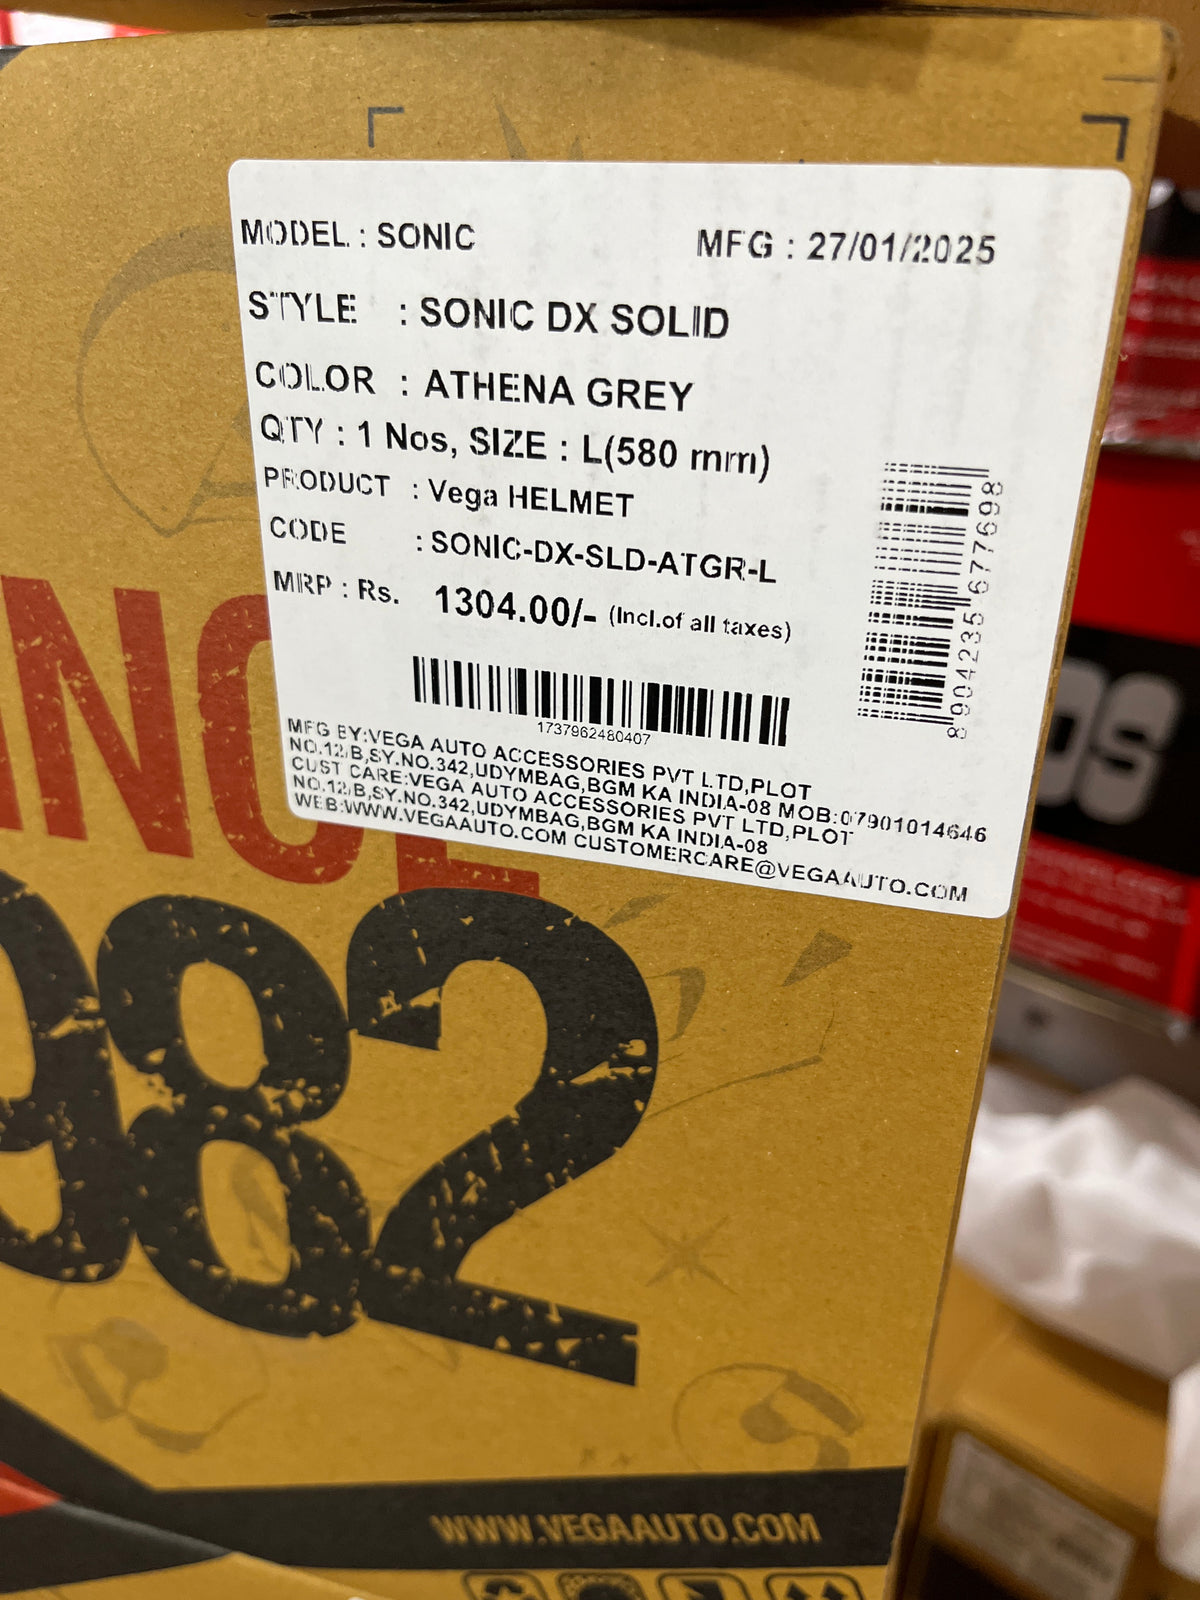 MODEL : SONIC MFG : 27/01/2025
STYLE : SONIC DX SOLID
COLOR : ATHENA GREY
QTY : 1 Nos, SIZE : L(580 mm)
PRODUCT : Vega HELMET
CODE : SONIC-DX-SLD-ATGR-L
MRP : Rs. 1304.00/- (Incl.of all taxes)
8904235677698
1737962480407
MFG BY:VEGA AUTO ACCESSORIES PVT LTD,PLOT
NO.12/B,SY.NO.342,UDYMBAG,BGM KA INDIA-08 MOB:07901014646
CUST CARE:VEGA AUTO ACCESSORIES PVT LTD,PLOT
NO.12/B,SY.NO.342,UDYMBAG,BGM KA INDIA-08
WEB:WWW.VEGAAUTO.COM CUSTOMERCARE@VEGAAUTO.COM
982
WWW.VEGAAUTO.COM